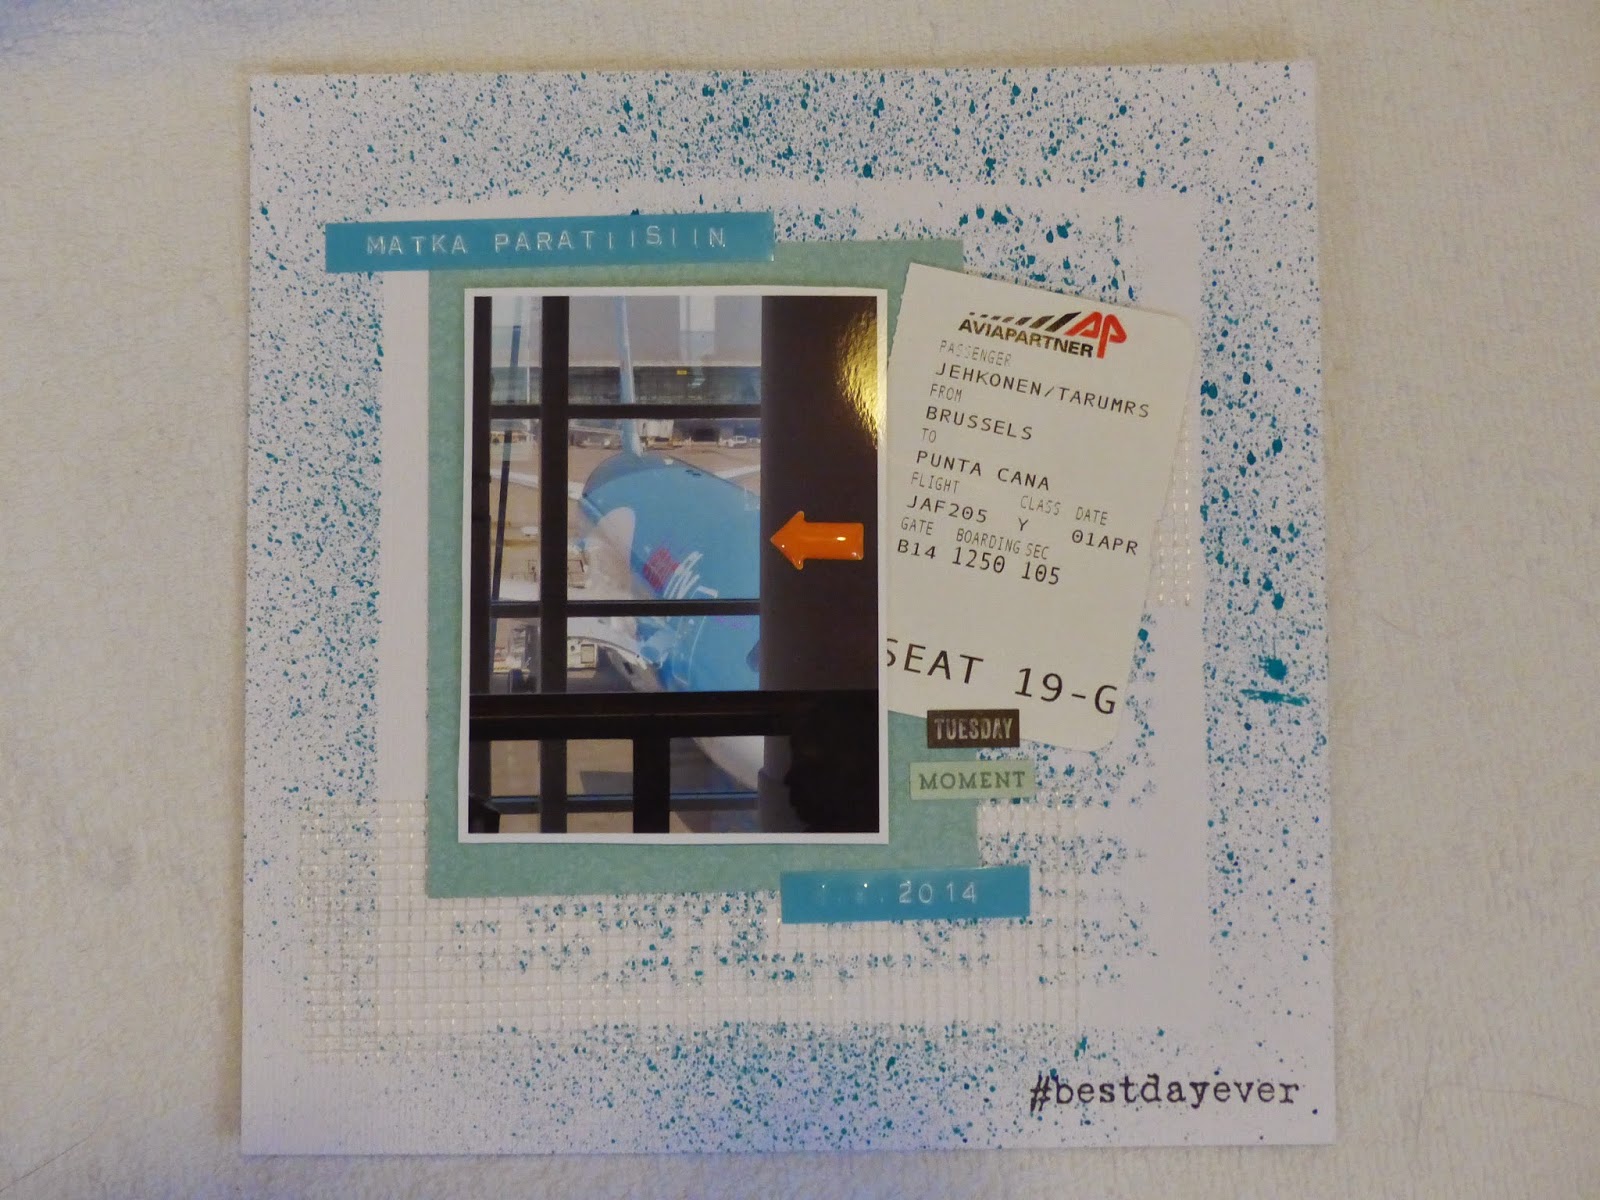 MATKA PARATIISIIN
AVIAPARTNER AP
PASSENGER
JEHKONEN/TARUMRS
FROM
BRUSSELS
TO
PUNTA CANA
FLIGHT CLASS DATE
JAF205 Y 01APR
GATE BOARDING SEC
B14 1250 105
SEAT 19-G
TUESDAY
MOMENT
2014
#bestdayever